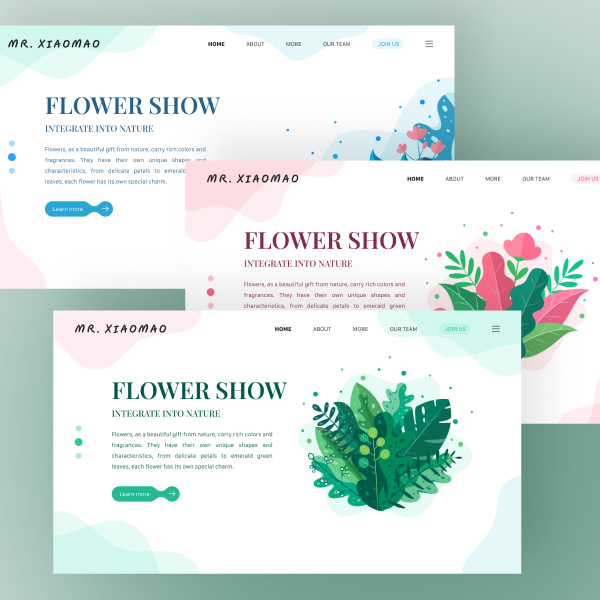 MR. XIAOMAO
HOME ABOUT MORE OUR TEAM JOIN US
FLOWER SHOW
INTEGRATE INTO NATURE
Flowers, as a beautiful gift from nature, carry rich colors and
fragrances. They have their own unique shapes and
characteristics, from delicate petals to emerald
leaves, each flower has its own special charm.
Learn more
MR. XIAOMAO
HOME ABOUT MORE OUR TEAM JOIN US
FLOWER SHOW
INTEGRATE INTO NATURE
Flowers, as a beautiful gift from nature, carry rich colors and
fragrances. They have their own unique shapes and
characteristics, from delicate petals to emerald green
MR. XIAOMAO
HOME ABOUT MORE OUR TEAM JOIN US
FLOWER SHOW
INTEGRATE INTO NATURE
Flowers, as a beautiful gift from nature, carry rich colors and
fragrances. They have their own unique shapes and
characteristics, from delicate petals to emerald green
leaves, each flower has its own special charm.
Learn more